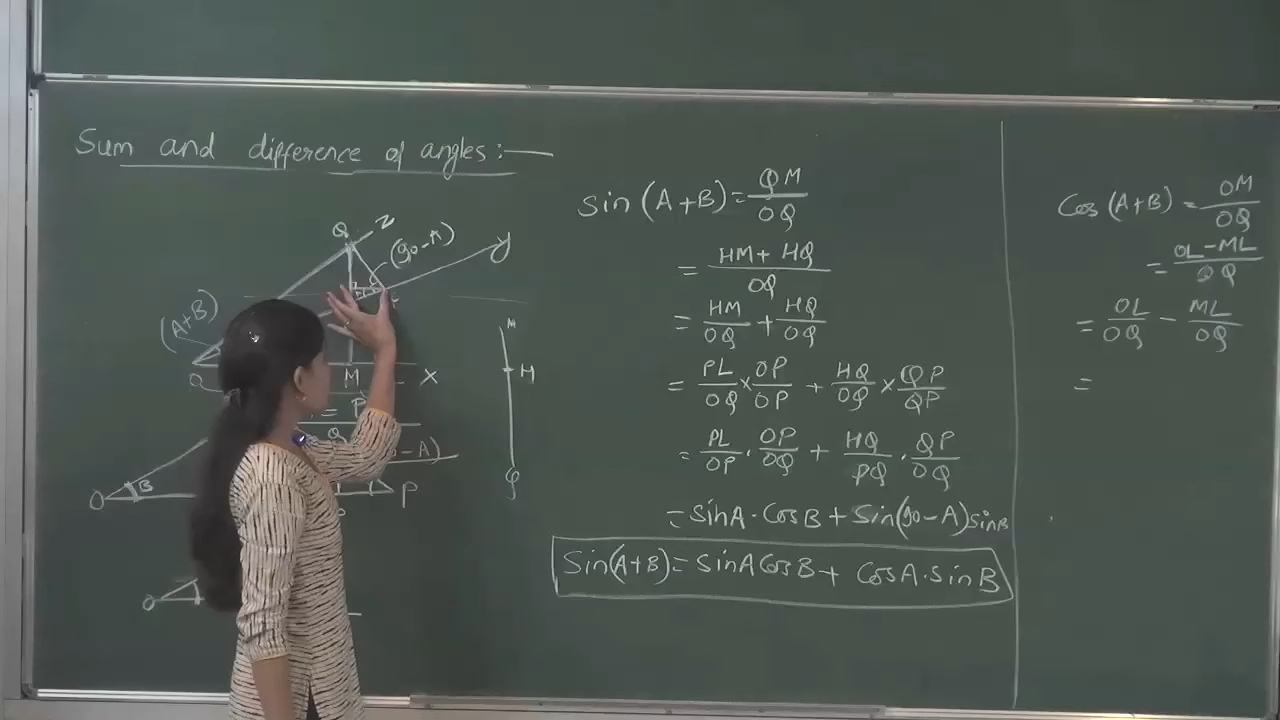 Sum and difference of angles:—
Q
Z
(90-A)
y
(A+B)
O
M
X
M
H
Q
-A)
O
B
P
O
Sin(A+B)=QM/OQ
=HM+HQ/OQ
=HM/OQ+HQ/OQ
=PL/OQ×OP/OP+HQ/OQ×QP/QP
=PL/OP.OP/OQ+HQ/PQ.QP/OQ
=SinA.CosB+Sin(90-A)SinB
Sin(A+B)=SinACosB+CosA.SinB
Cos(A+B)=OM/OQ
=OL-ML/OQ
=OL/OQ-ML/OQ
=